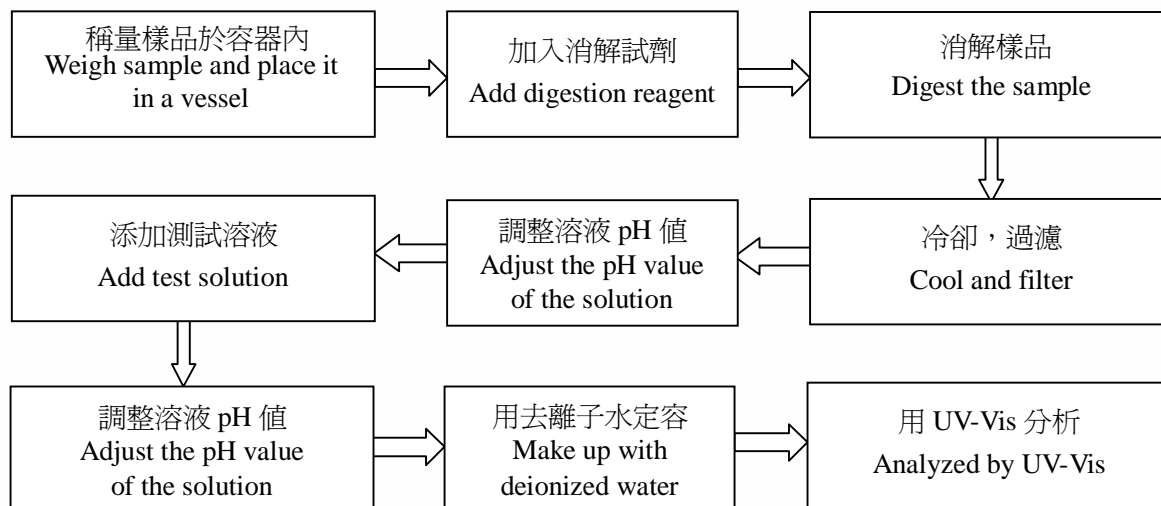 稱量樣品於容器內
Weigh sample and place it
in a vessel
加入消解試劑
Add digestion reagent
消解樣品
Digest the sample
冷卻，過濾
Cool and filter
調整溶液 pH 值
Adjust the pH value
of the solution
添加測試溶液
Add test solution
調整溶液 pH 值
Adjust the pH value
of the solution
用去離子水定容
Make up with
deionized water
用 UV-Vis 分析
Analyzed by UV-Vis